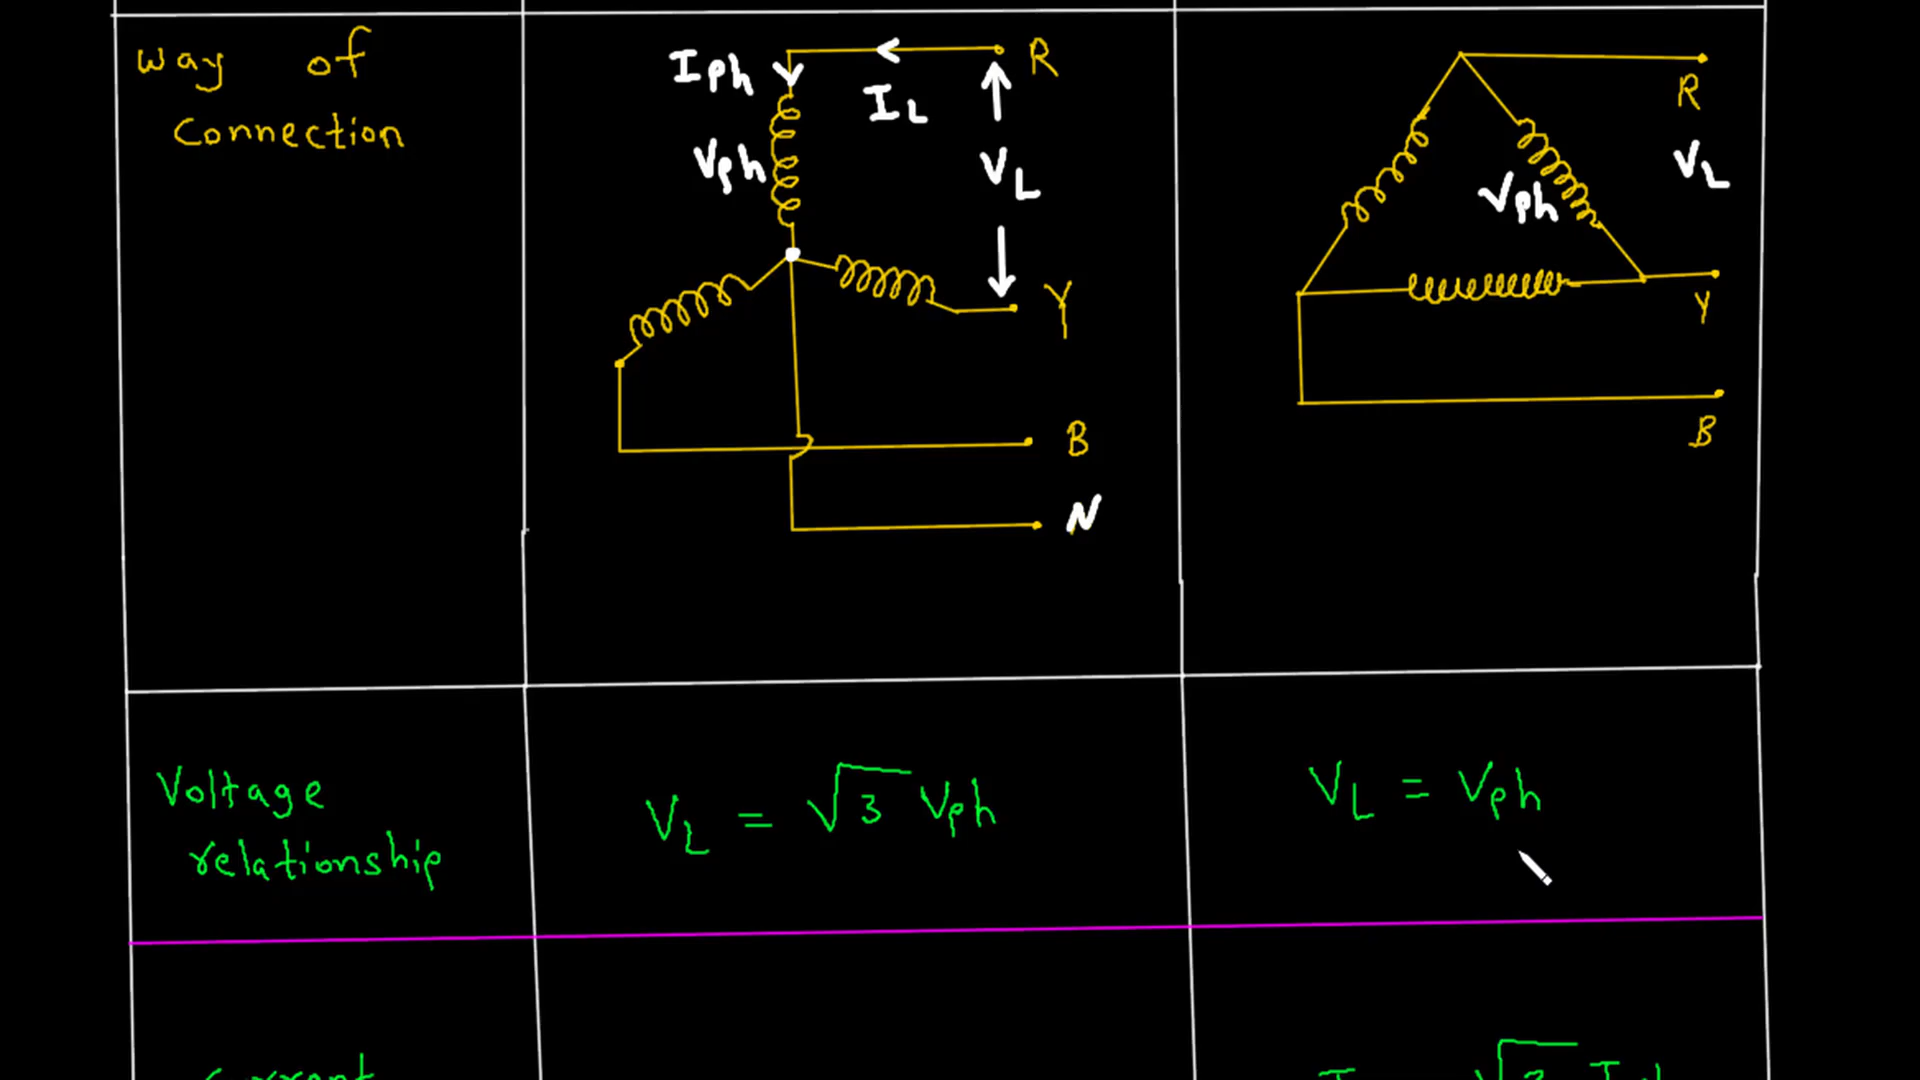 Way of
Connection
Iph
IL
Vph
VL
R
Y
B
N
R
VL
Vph
Y
B
Voltage
relationship
VL = √3 Vph
VL = Vph